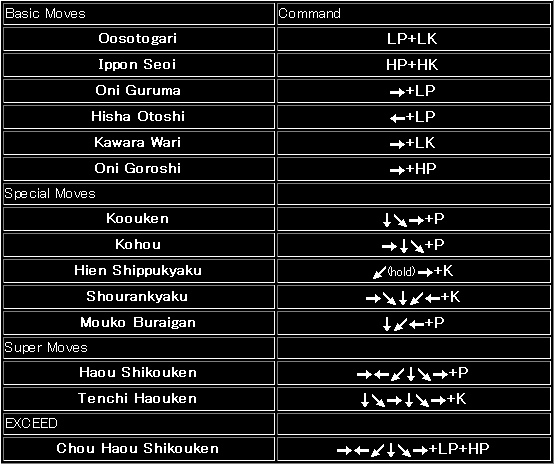 Basic Moves Command
Oosotogari LP+LK
Ippon Seoi HP+HK
Oni Guruma →+LP
Hisha Otoshi ←+LP
Kawara Wari →+LK
Oni Goroshi →+HP
Special Moves
Koouken ↓↘→+P
Kohou →↓↘+P
Hien Shippukyaku ↙(hold)→+K
Shourankyaku →↘↓↙←+K
Mouko Buraigan ↓↙←+P
Super Moves
Haou Shikouken →←↙↓↘→+P
Tenchi Haouken ↓↘→↓↘→+K
EXCEED
Chou Haou Shikouken →←↙↓↘→+LP+HP